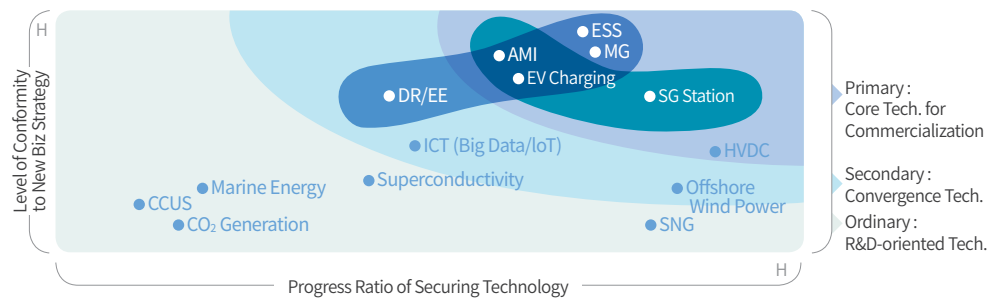 H
Level of Conformity
to New Biz Strategy
ESS
MG
AMI
EV Charging
DR/EE
SG Station
ICT (Big Data/IoT)
HVDC
Superconductivity
Marine Energy
Offshore
Wind Power
CCUS
CO₂ Generation
SNG
Primary :
Core Tech. for
Commercialization
Secondary :
Convergence Tech.
Ordinary :
R&D-oriented Tech.
H
Progress Ratio of Securing Technology